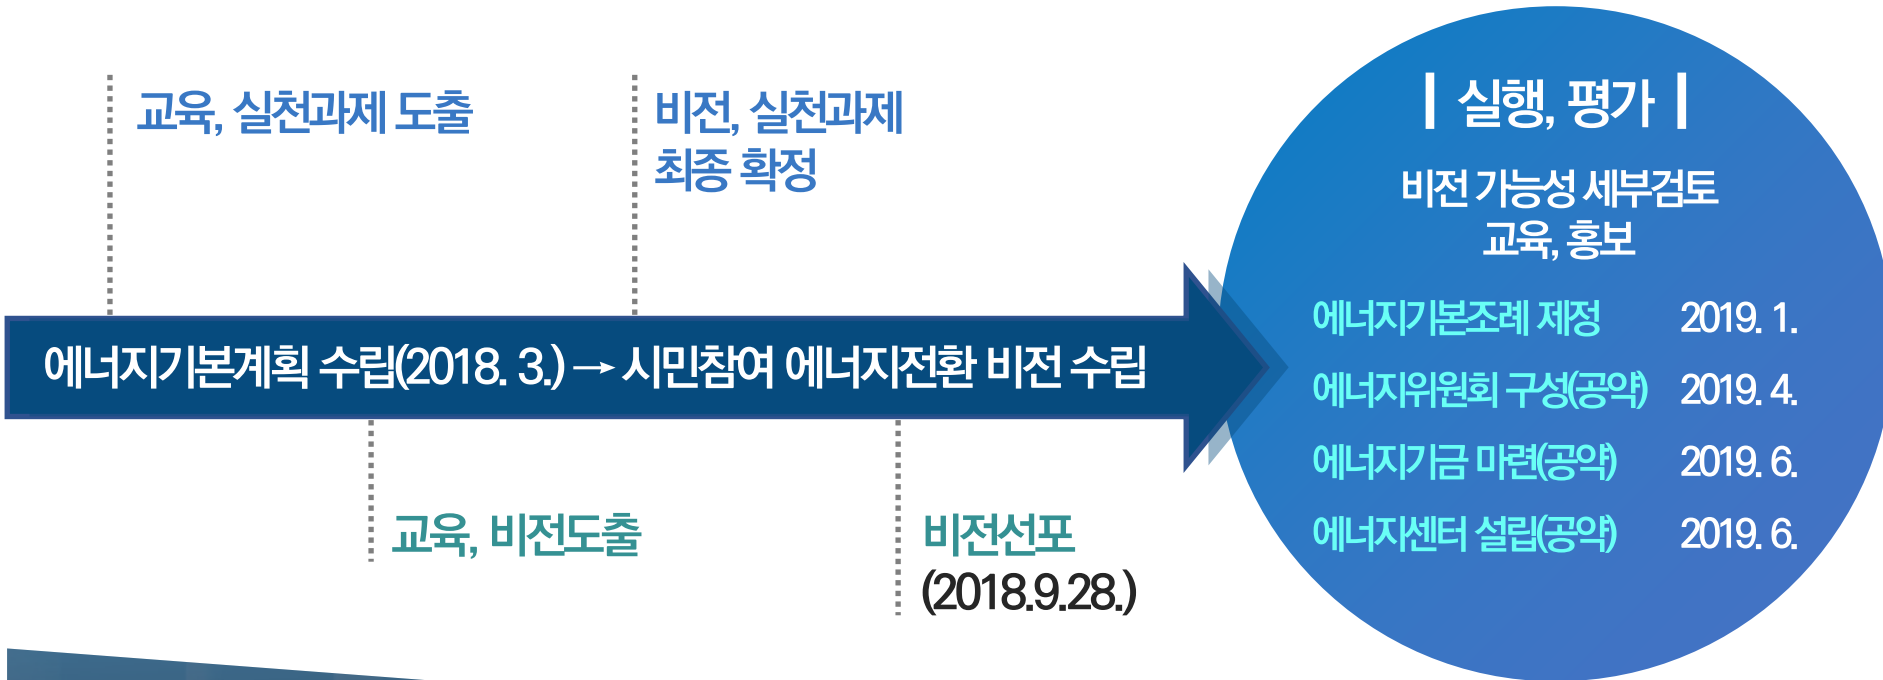 교육, 실천과제 도출
비전, 실천과제
최종 확정
에너지기본계획 수립(2018. 3.) → 시민참여 에너지전환 비전 수립
교육, 비전도출
비전선포
(2018.9.28.)
| 실행, 평가 |
비전 가능성 세부검토
교육, 홍보
에너지기본조례 제정 2019. 1.
에너지위원회 구성(공약) 2019. 4.
에너지기금 마련(공약) 2019. 6.
에너지센터 설립(공약) 2019. 6.